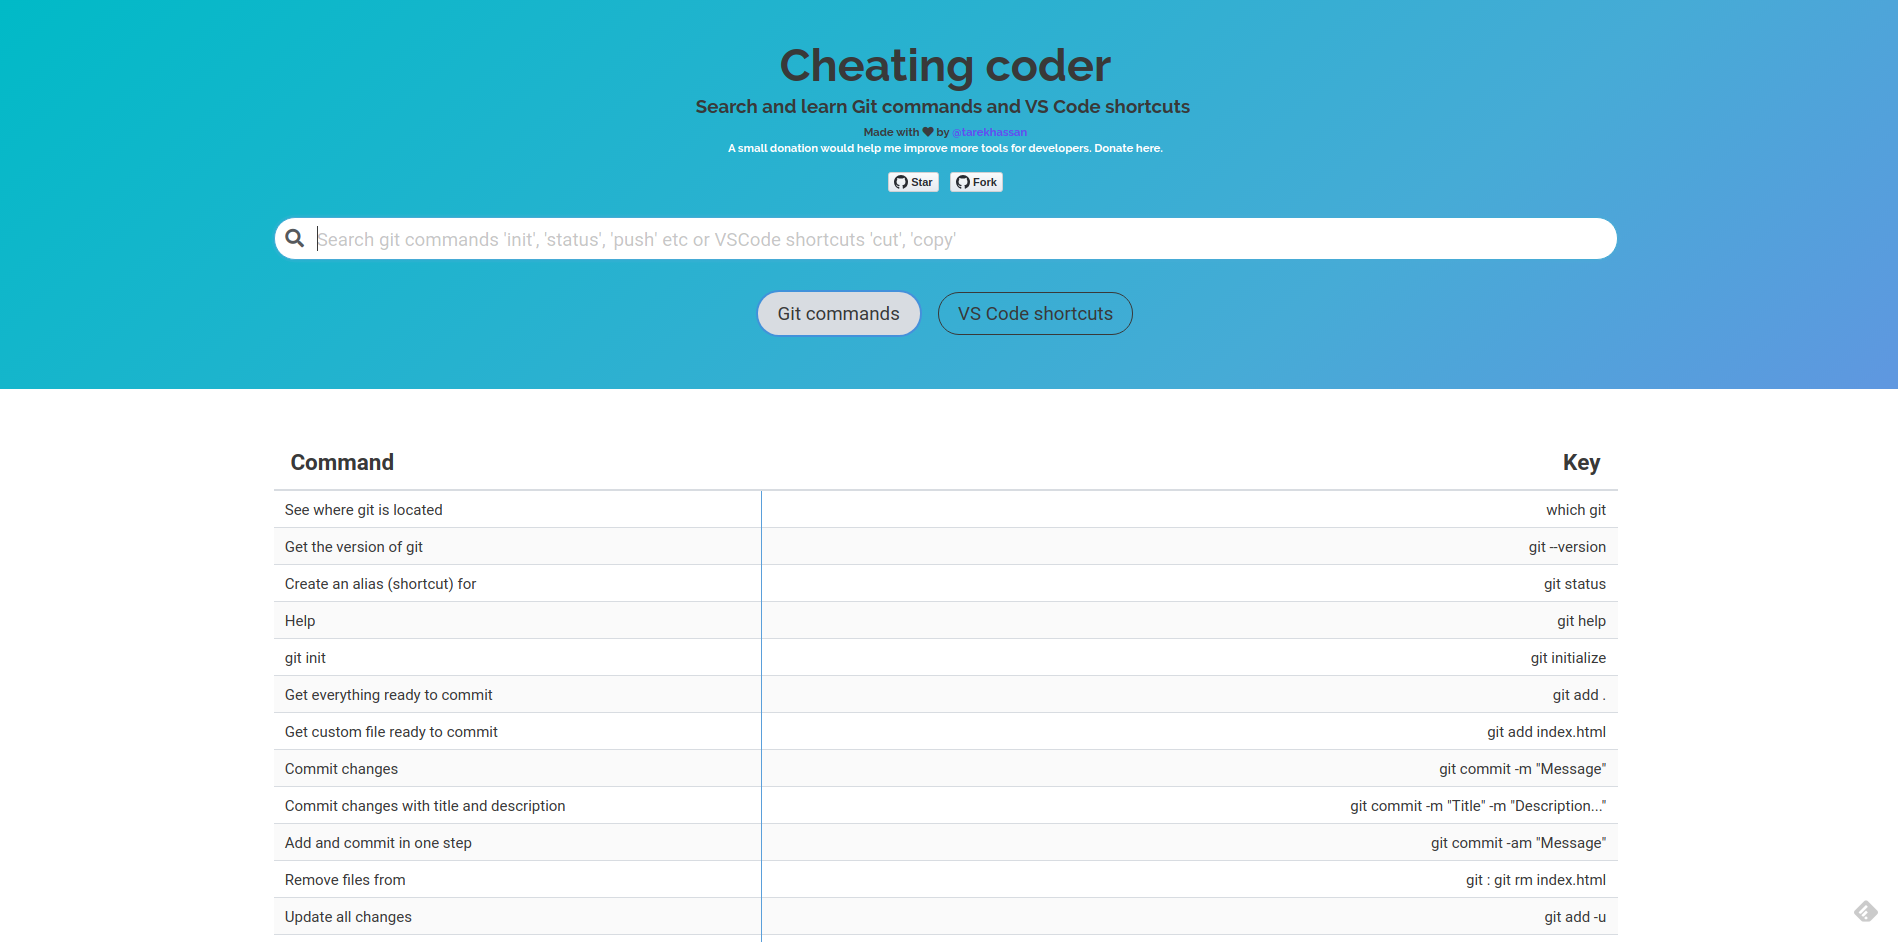 Cheating coder
Search and learn Git commands and VS Code shortcuts
Made with by @tarekhassan
A small donation would help me improve more tools for developers. Donate here.
Star Fork
Search git commands 'init', 'status', 'push' etc or VSCode shortcuts 'cut', 'copy'
Git commands VS Code shortcuts
Command Key
See where git is located which git
Get the version of git git --version
Create an alias (shortcut) for git status
Help git help
git init git initialize
Get everything ready to commit git add .
Get custom file ready to commit git add index.html
Commit changes git commit -m "Message"
Commit changes with title and description git commit -m "Title" -m "Description..."
Add and commit in one step git commit -am "Message"
Remove files from git : git rm index.html
Update all changes git add -u